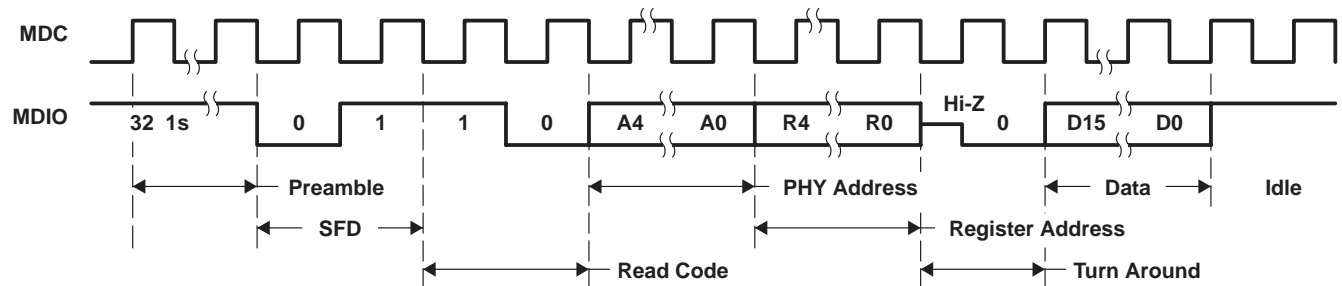 MDC
MDIO
32 1s 0 1 1 0 A4 A0 R4 R0 Hi-Z 0 D15 D0
Preamble PHY Address Data Idle
SFD Register Address
Read Code Turn Around